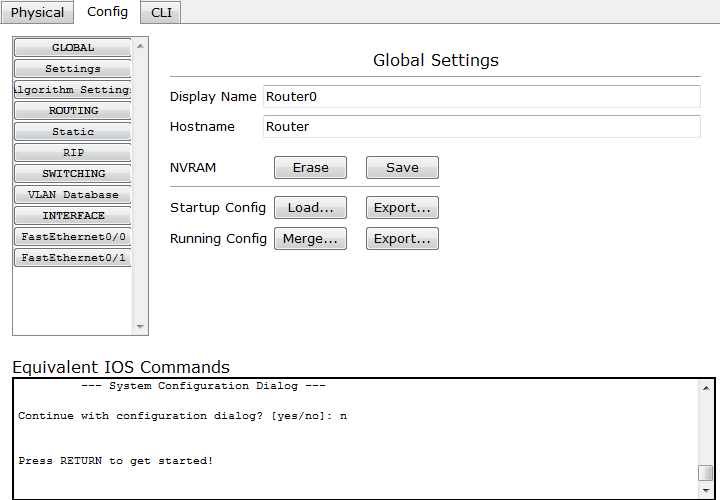 Physical
Config
CLI
GLOBAL
Settings
lgorithm Setting
ROUTING
Static
RIP
SWITCHING
VLAN Database
INTERFACE
FastEthernet0/0
FastEthernet0/1
Global Settings
Display Name Router0
Hostname Router
NVRAM Erase Save
Startup Config Load... Export...
Running Config Merge... Export...
Equivalent IOS Commands
--- System Configuration Dialog ---
Continue with configuration dialog? [yes/no]: n
Press RETURN to get started!